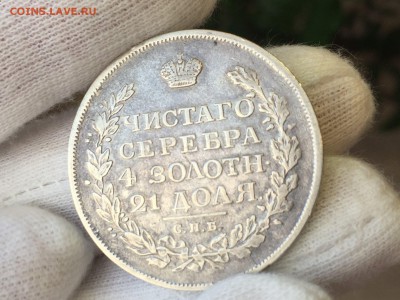 COINS.LAVE.RU
ЧИСТАГО
СЕРЕБРА
4 ЗОЛОТН.
21 ДОЛЯ.
С.П.Б.